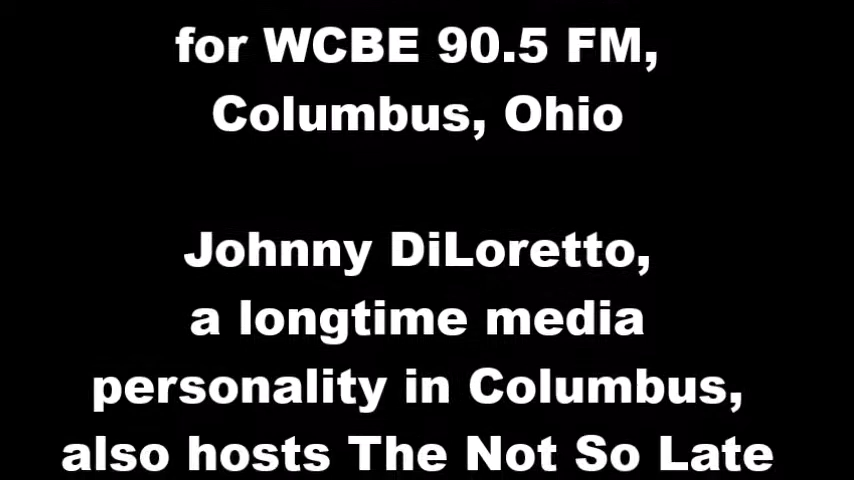 for WCBE 90.5 FM,
Columbus, Ohio
Johnny DiLoretto,
a longtime media
personality in Columbus,
also hosts The Not So Late